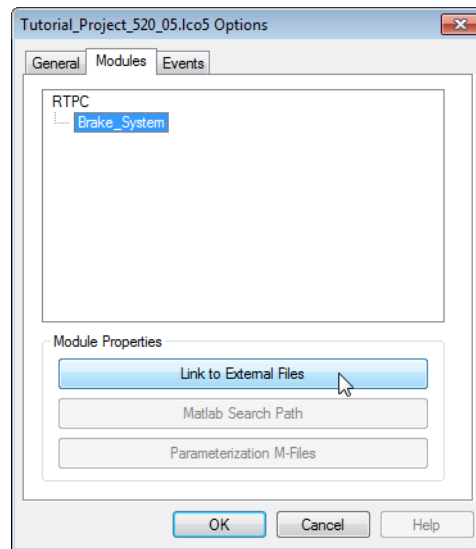 Tutorial_Project_520_05.lco5 Options
General Modules Events
RTPC
Brake_System
Module Properties
Link to External Files
Matlab Search Path
Parameterization M-Files
OK Cancel Help